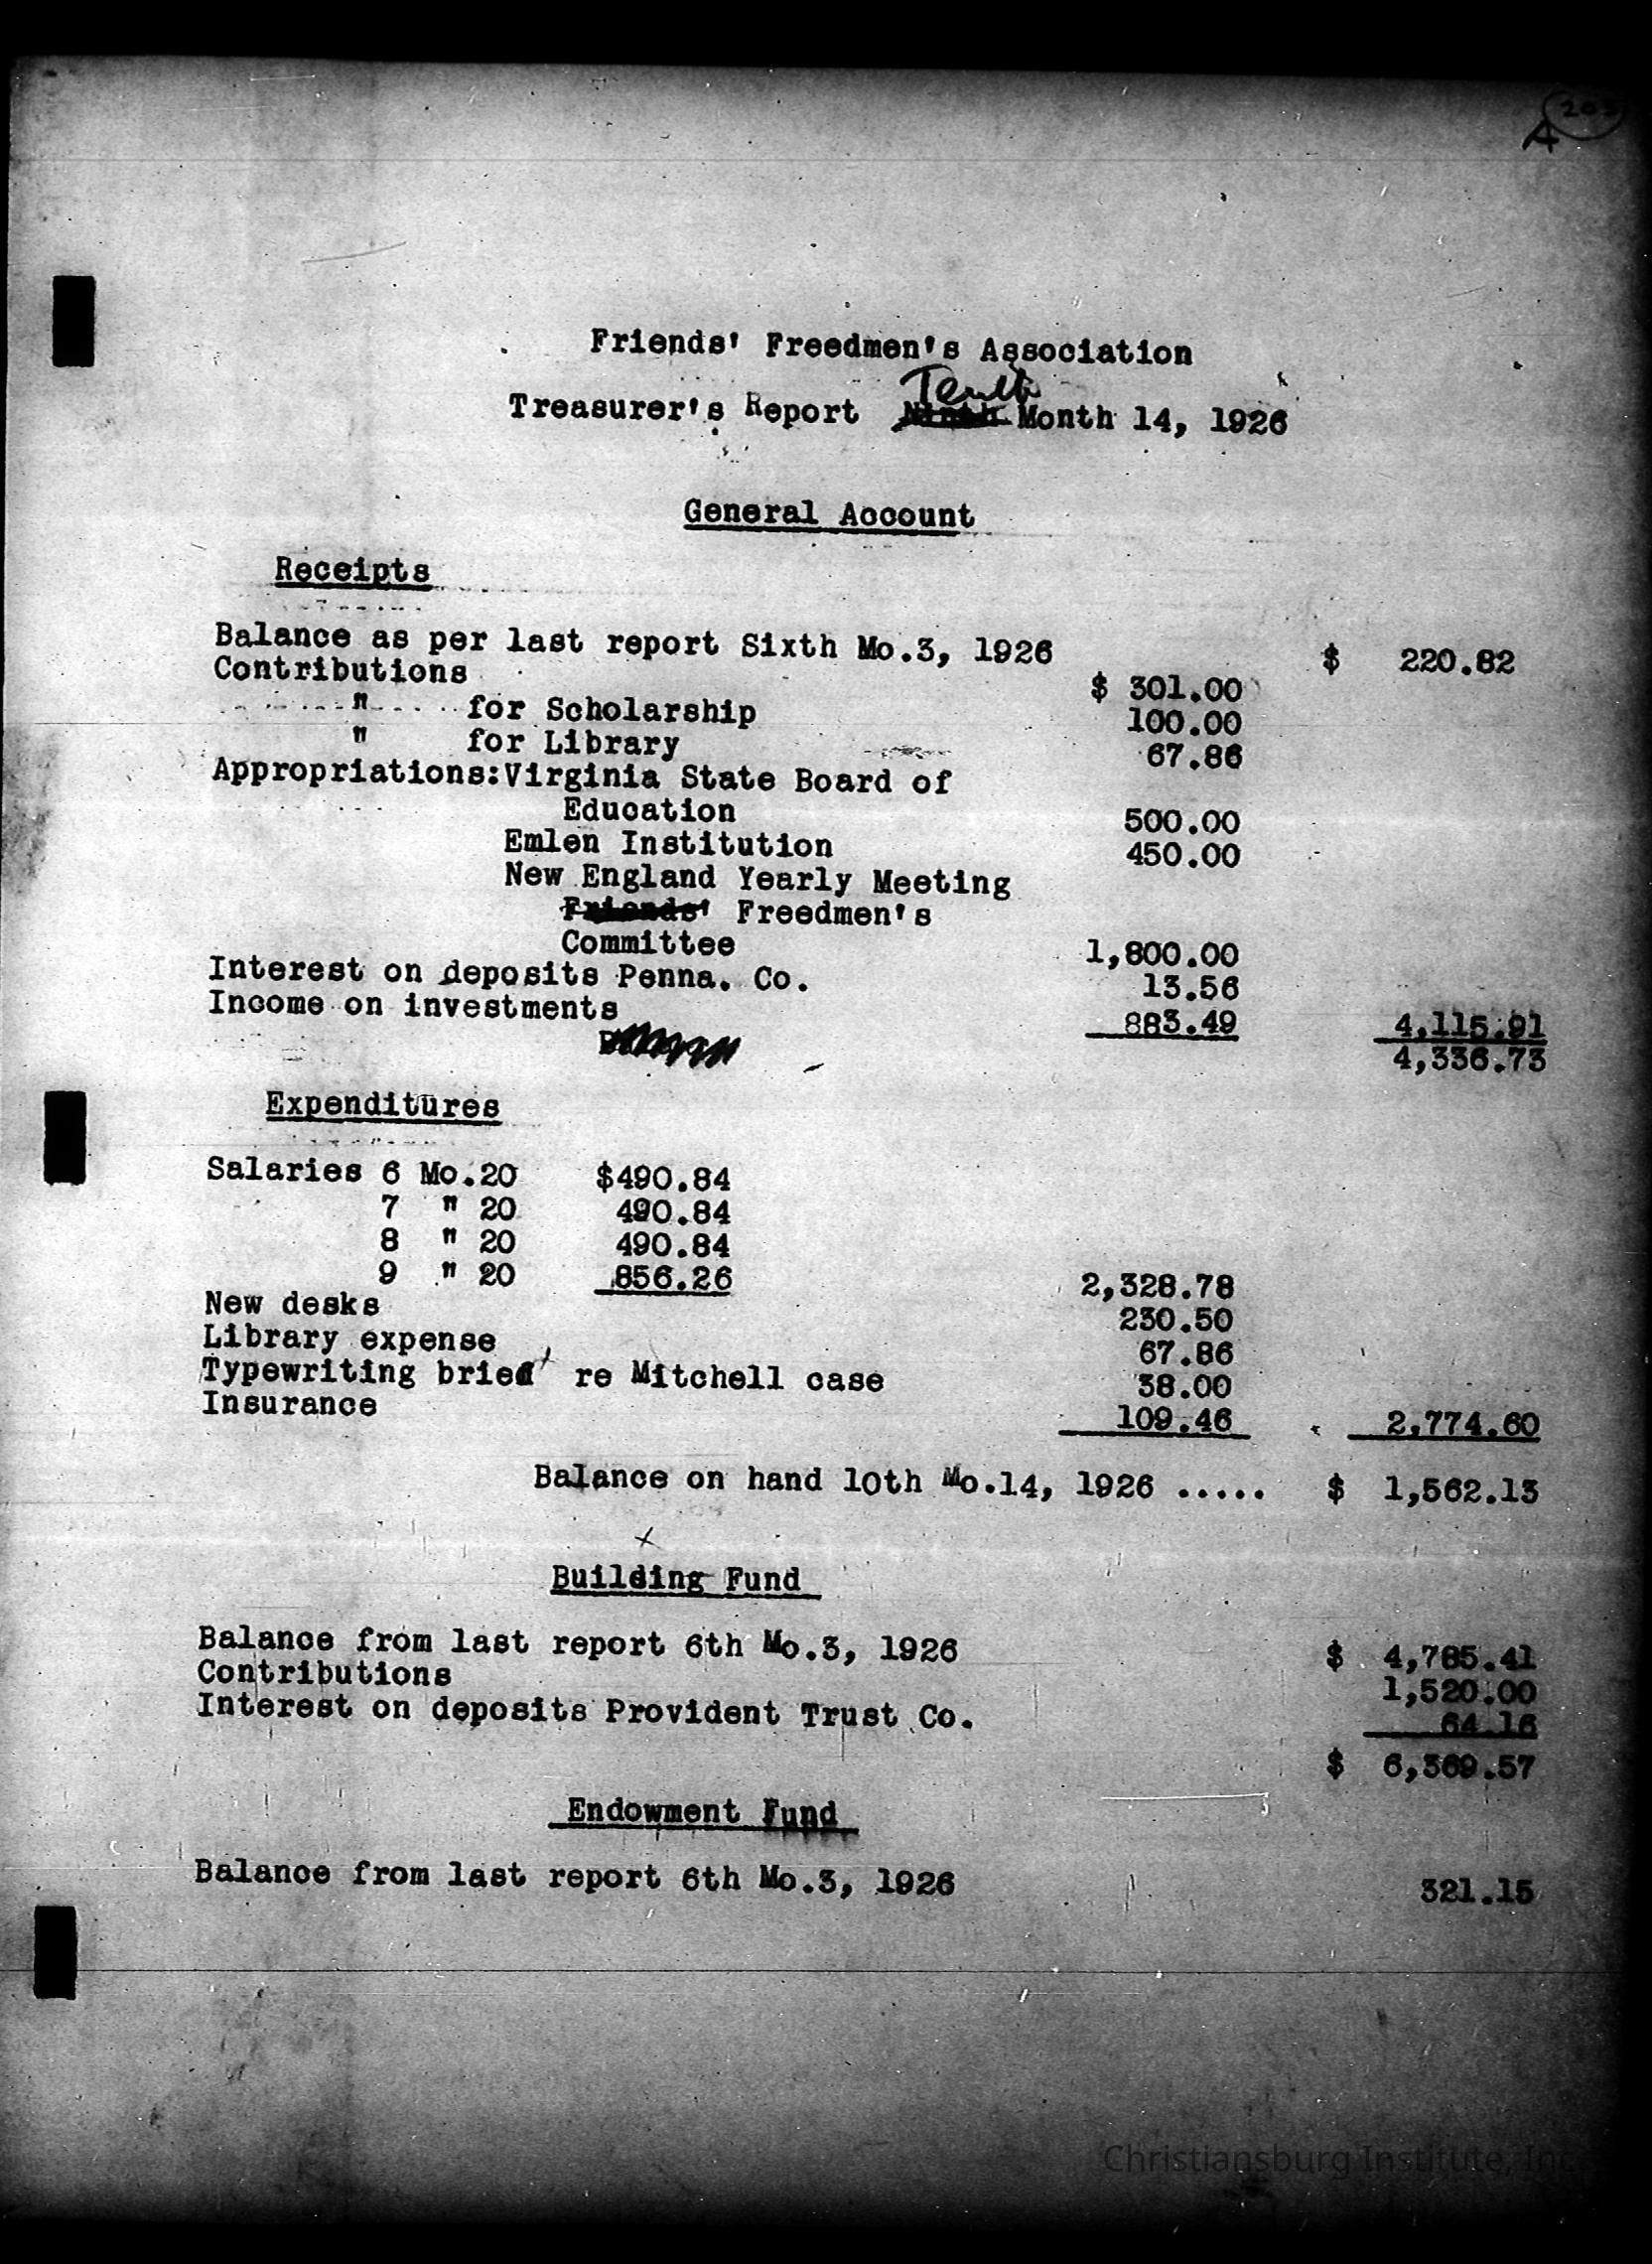 A
Friends' Freedmen's Association
Tenth
Treasurer's Report Ninth Month 14, 1926
General Account
Receipts
Balance as per last report Sixth Mo.3, 1926 $ 220.82
Contributions $ 301.00
" for Scholarship 100.00
" for Library 67.86
Appropriations:Virginia State Board of
Education 500.00
Emlen Institution 450.00
New England Yearly Meeting
Friends' Freedmen's
Committee 1,800.00
Interest on deposits Penna. Co. 13.56
Income on investments 883.49 4,115.91
4,336.73
Expenditures
Salaries 6 Mo.20 $490.84
7 " 20 490.84
8 " 20 490.84
9 " 20 856.26 2,328.78
New desks 230.50
Library expense 67.86
Typewriting brief re Mitchell case 38.00
Insurance 109.46 2,774.60
Balance on hand 10th Mo.14, 1926 ..... $ 1,562.13
Building Fund
Balance from last report 6th Mo.3, 1926 $ 4,785.41
Contributions 1,520.00
Interest on deposits Provident Trust Co. 64.16
$ 6,369.57
Endowment Fund
Balance from last report 6th Mo.3, 1926 321.15
Christiansburg Institute, Inc